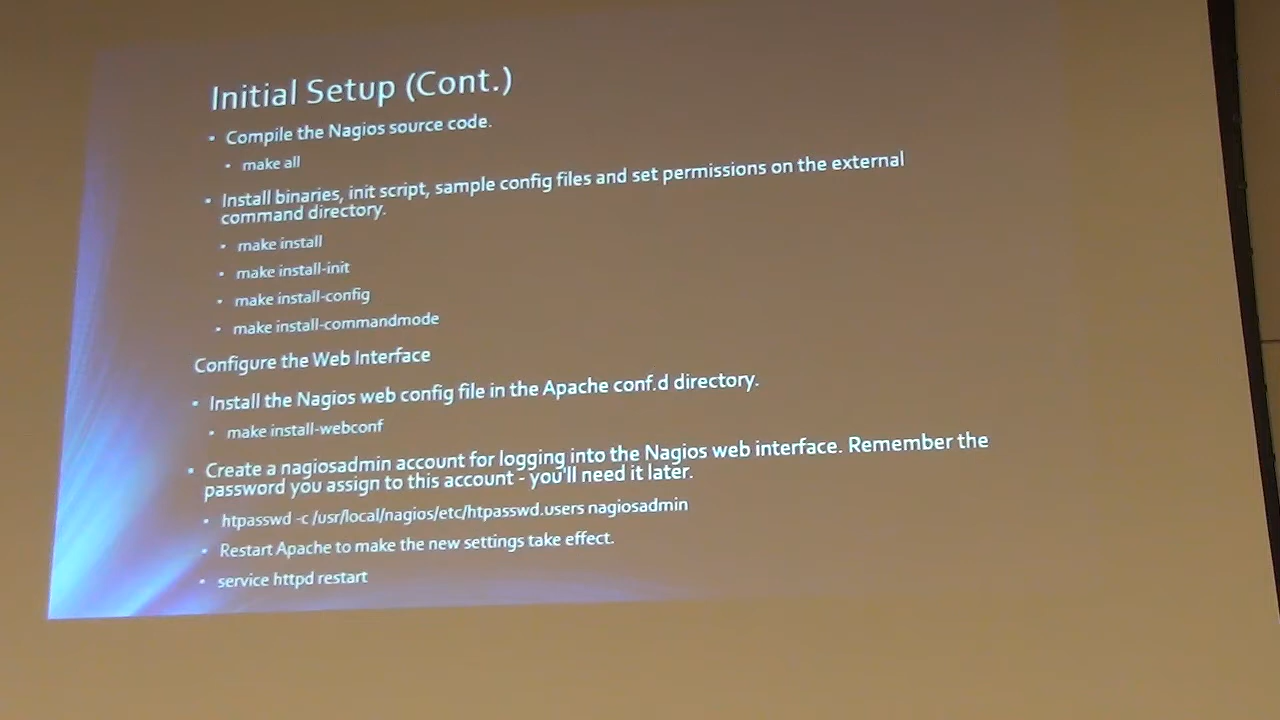 Initial Setup (Cont.)
• Compile the Nagios source code.
• make all
• Install binaries, init script, sample config files and set permissions on the external
command directory.
• make install
• make install-init
• make install-config
• make install-commandmode
Configure the Web Interface
• Install the Nagios web config file in the Apache conf.d directory.
• make install-webconf
• Create a nagiosadmin account for logging into the Nagios web interface. Remember the
password you assign to this account - you'll need it later.
• htpasswd -c /usr/local/nagios/etc/htpasswd.users nagiosadmin
• Restart Apache to make the new settings take effect.
• service httpd restart